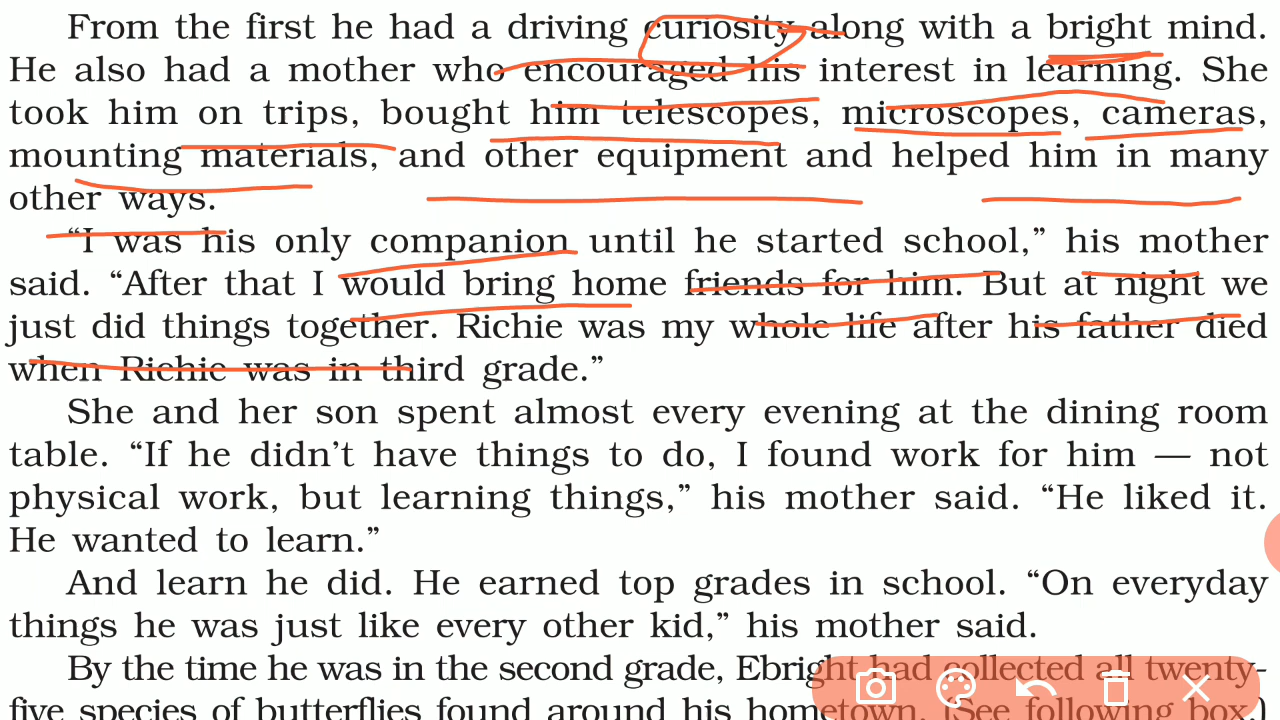 From the first he had a driving curiosity along with a bright mind.
He also had a mother who encouraged his interest in learning. She
took him on trips, bought him telescopes, microscopes, cameras,
mounting materials, and other equipment and helped him in many
other ways.
“I was his only companion until he started school,” his mother
said. “After that I would bring home friends for him. But at night we
just did things together. Richie was my whole life after his father died
when Richie was in third grade.”
She and her son spent almost every evening at the dining room
table. “If he didn’t have things to do, I found work for him — not
physical work, but learning things,” his mother said. “He liked it.
He wanted to learn.”
And learn he did. He earned top grades in school. “On everyday
things he was just like every other kid,” his mother said.
By the time he was in the second grade, Ebright had collected all twenty-
five species of butterflies found around his hometown. [See following box.]